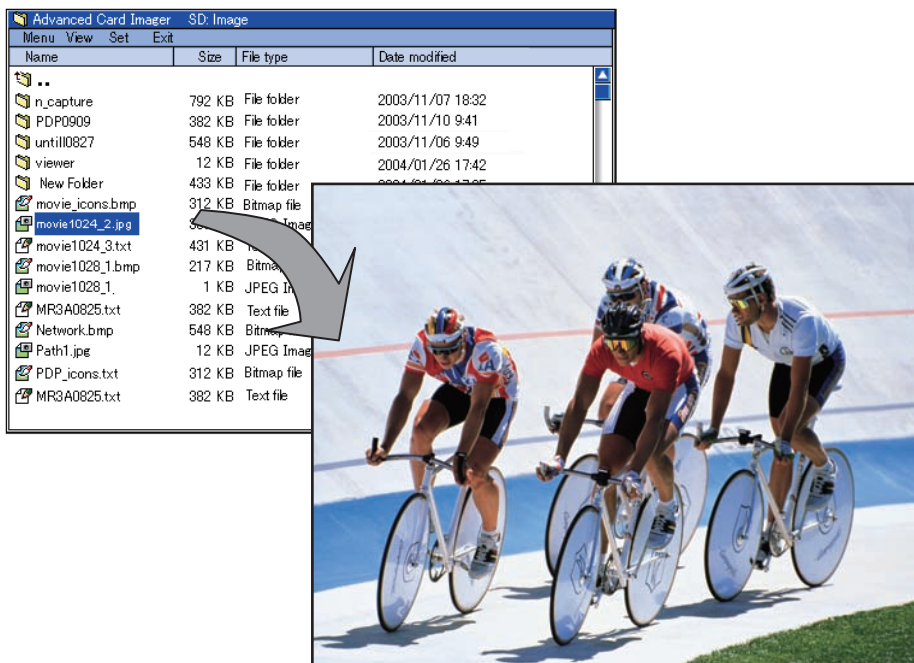 Advanced Card Imager SD: Image
Menu View Set Exit
Name Size File type Date modified
..
n_capture 792 KB File folder 2003/11/07 18:32
PDP0909 382 KB File folder 2003/11/10 9:41
untill0827 548 KB File folder 2003/11/06 9:49
viewer 12 KB File folder 2004/01/26 17:42
New Folder 433 KB File folder
movie_icons.bmp 312 KB Bitmap file
movie1024_2.jpg
movie1024_3.txt 431 KB
movie1028_1.bmp 217 KB
movie1028_1. 1 KB JPEG
MR3A0825.txt 382 KB Text file
Network.bmp 548 KB
Path1.jpg 12 KB JPEG Imag
PDP_icons.txt 312 KB Bitmap file
MR3A0825.txt 382 KB Text file